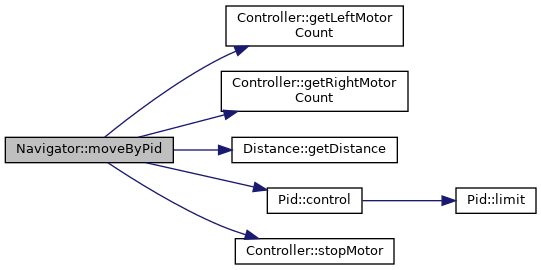 Controller::getLeftMotor
Count
Controller::getRightMotor
Count
Navigator::moveByPid
Distance::getDistance
Pid::control
Pid::limit
Controller::stopMotor